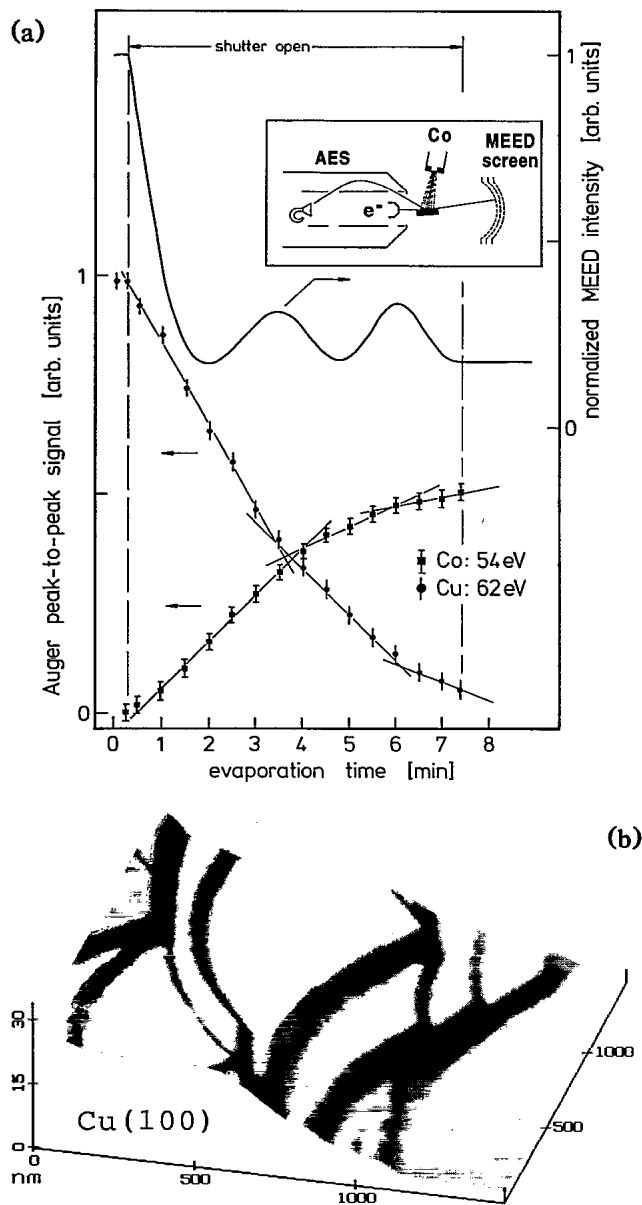 (a)
shutter open
1
normalized MEED intensity [arb. units]
0
AES
Co
MEED
screen
e⁻
1
Auger peak-to-peak signal [arb. units]
0
Co: 54eV
Cu: 62eV
0 1 2 3 4 5 6 7 8
evaporation time [min]
(b)
30
15
0
Cu(100)
0
nm
500
1000
500
1000